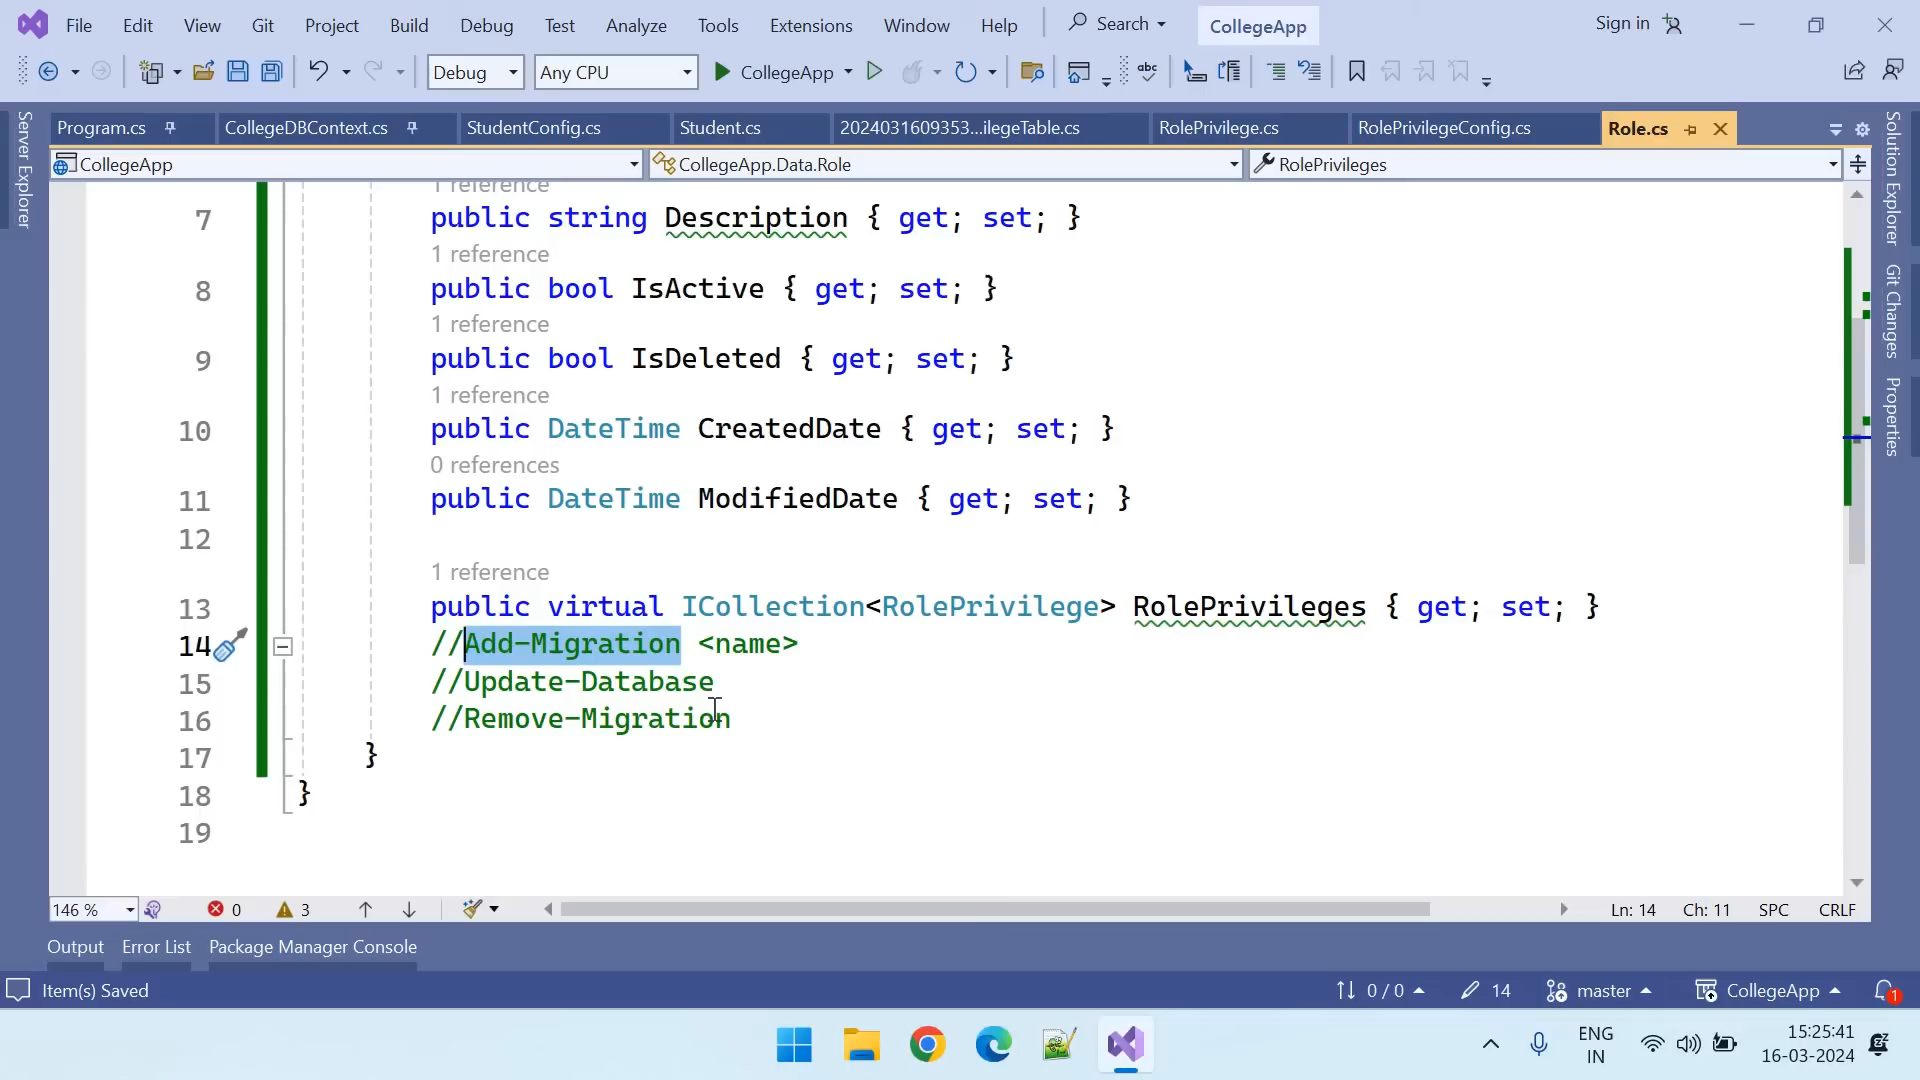 File Edit View Git Project Build Debug Test Analyze Tools Extensions Window Help Search CollegeApp Sign in
Debug Any CPU CollegeApp
Program.cs CollegeDBContext.cs StudentConfig.cs Student.cs 2024031609353...ilegeTable.cs RolePrivilege.cs RolePrivilegeConfig.cs Role.cs
CollegeApp CollegeApp.Data.Role RolePrivileges
1 reference
7 public string Description { get; set; }
1 reference
8 public bool IsActive { get; set; }
1 reference
9 public bool IsDeleted { get; set; }
1 reference
10 public DateTime CreatedDate { get; set; }
0 references
11 public DateTime ModifiedDate { get; set; }
12
1 reference
13 public virtual ICollection<RolePrivilege> RolePrivileges { get; set; }
14 //Add-Migration <name>
15 //Update-Database
16 //Remove-Migration
17 }
18 }
19
146 % 0 3 Ln: 14 Ch: 11 SPC CRLF
Output Error List Package Manager Console
Item(s) Saved 0 / 0 14 master CollegeApp 1
ENG
IN
15:25:41
16-03-2024
Server Explorer
Solution Explorer
Git Changes
Properties
abc